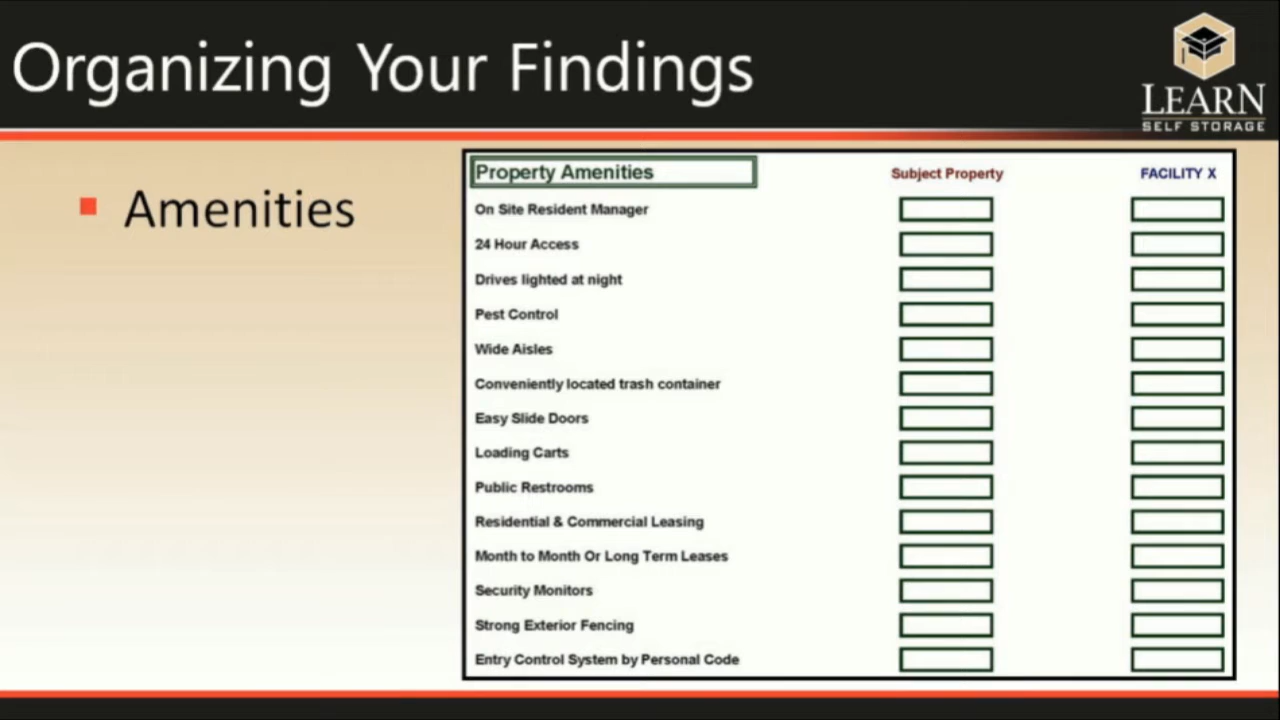 Organizing Your Findings
LEARN
SELF STORAGE
Amenities
Property Amenities Subject Property FACILITY X
On Site Resident Manager
24 Hour Access
Drives lighted at night
Pest Control
Wide Aisles
Conveniently located trash container
Easy Slide Doors
Loading Carts
Public Restrooms
Residential & Commercial Leasing
Month to Month Or Long Term Leases
Security Monitors
Strong Exterior Fencing
Entry Control System by Personal Code